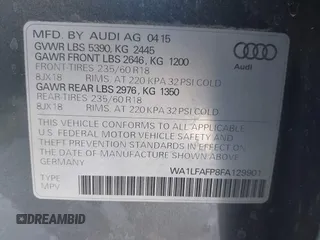 MFD. BY AUDI AG 04 15
GVWR LBS 5390, KG 2445
GAWR FRONT LBS 2646, KG 1200
FRONT-TIRES 235/60 R18
8JX18 RIMS. AT 220 KPA 32 PSI COLD
GAWR REAR LBS 2976, KG 1350
REAR-TIRES 235/60 R18
8JX18 RIMS. AT 220 KPA 32 PSI COLD
THIS VEHICLE CONFORMS TO ALL APPLICABLE
U.S. FEDERAL MOTOR VEHICLE SAFETY AND
THEFT PREVENTION STANDARDS IN EFFECT ON THE
DATE OF MANUFACTURE SHOWN ABOVE.
GERMANY
TYPE:
MPV
WA1LFAFP8FA129901
Audi
© DREAMBID